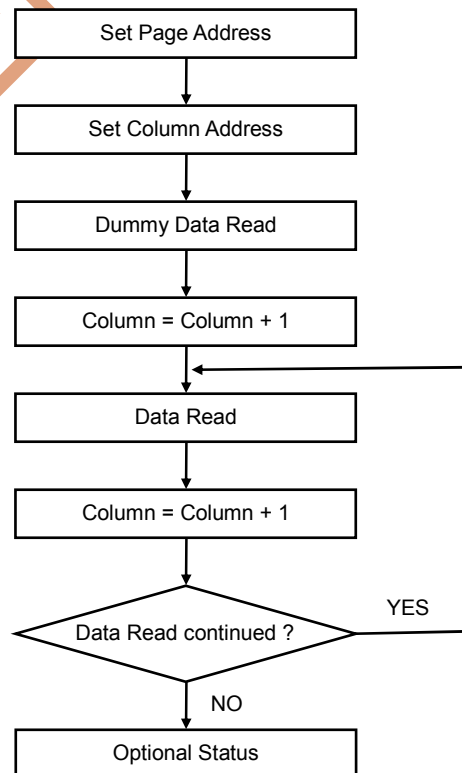 Set Page Address
Set Column Address
Dummy Data Read
Column = Column + 1
Data Read
Column = Column + 1
Data Read continued ?
YES
NO
Optional Status